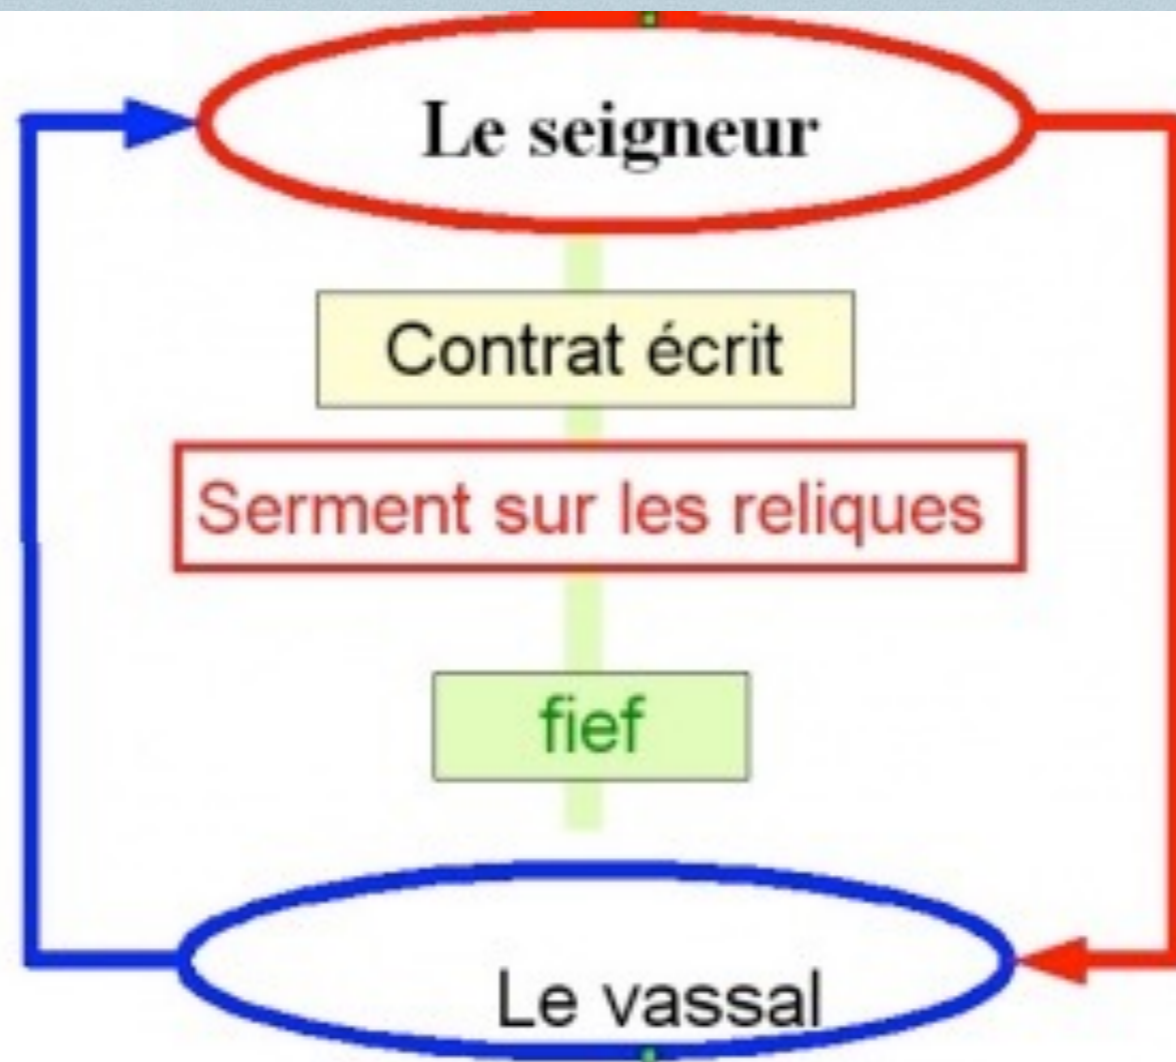 Le seigneur
Contrat écrit
Serment sur les reliques
fief
Le vassal